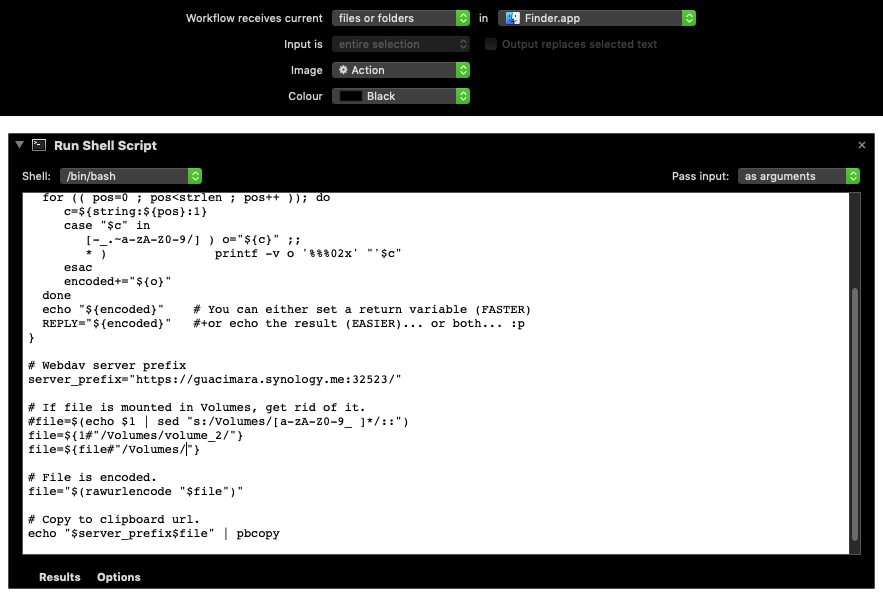 Workflow receives current files or folders in Finder.app
Input is entire selection Output replaces selected text
Image Action
Colour Black
Run Shell Script
Shell: /bin/bash Pass input: as arguments
for (( pos=0 ; pos<strlen ; pos++ )); do
c=${string:${pos}:1}
case "$c" in
[-_.~a-zA-Z0-9/] ) o="${c}" ;;
* ) printf -v o '%%%02x' "'$c"
esac
encoded+="${o}"
done
echo "${encoded}" # You can either set a return variable (FASTER)
REPLY="${encoded}" #+or echo the result (EASIER)... or both... :p
}
# Webdav server prefix
server_prefix="https://guacimara.synology.me:32523/"
# If file is mounted in Volumes, get rid of it.
#file=$(echo $1 | sed "s:/Volumes/[a-zA-Z0-9_ ]*/::")
file=${1#"/Volumes/volume_2/"}
file=${file#"/Volumes/"}
# File is encoded.
file="$(rawurlencode "$file")"
# Copy to clipboard url.
echo "$server_prefix$file" | pbcopy
Results Options